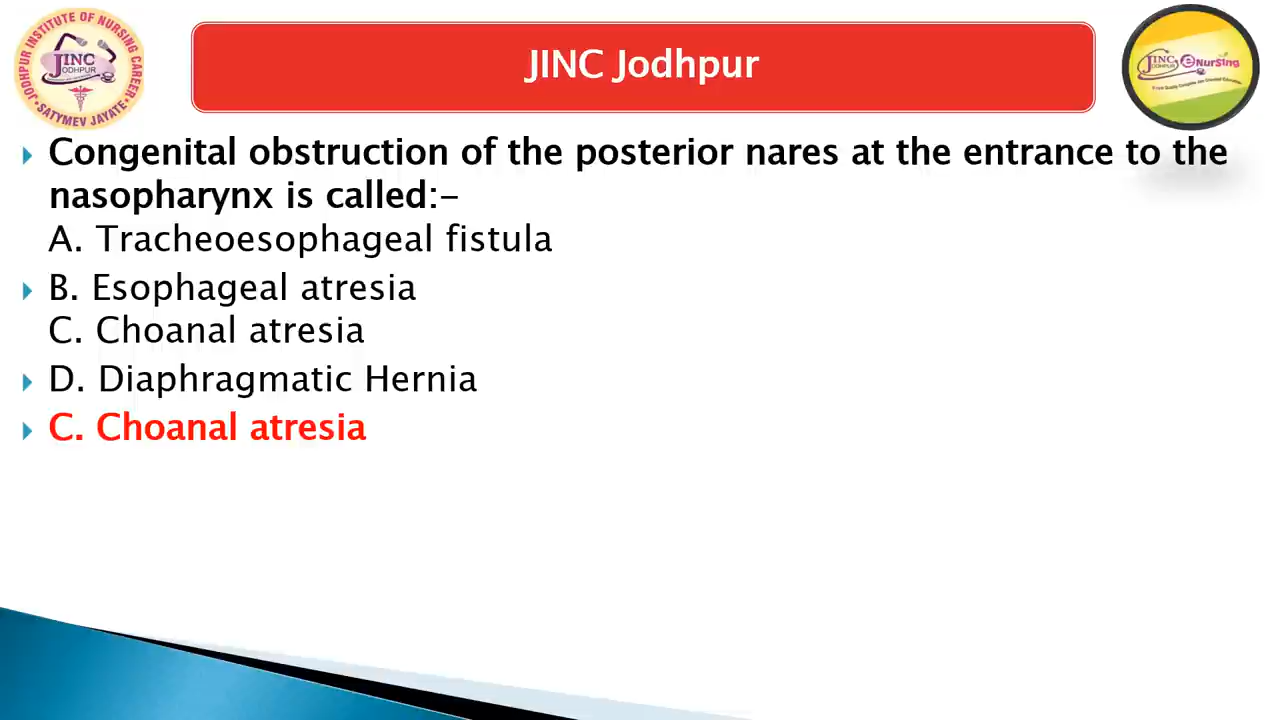 JODHPUR INSTITUTE OF NURSING CAREER
JINC
JODHPUR
SATYMEV JAYATE
JINC Jodhpur
JINC
JODHPUR
eNursing
Congenital obstruction of the posterior nares at the entrance to the
nasopharynx is called:-
A. Tracheoesophageal fistula
B. Esophageal atresia
C. Choanal atresia
D. Diaphragmatic Hernia
C. Choanal atresia